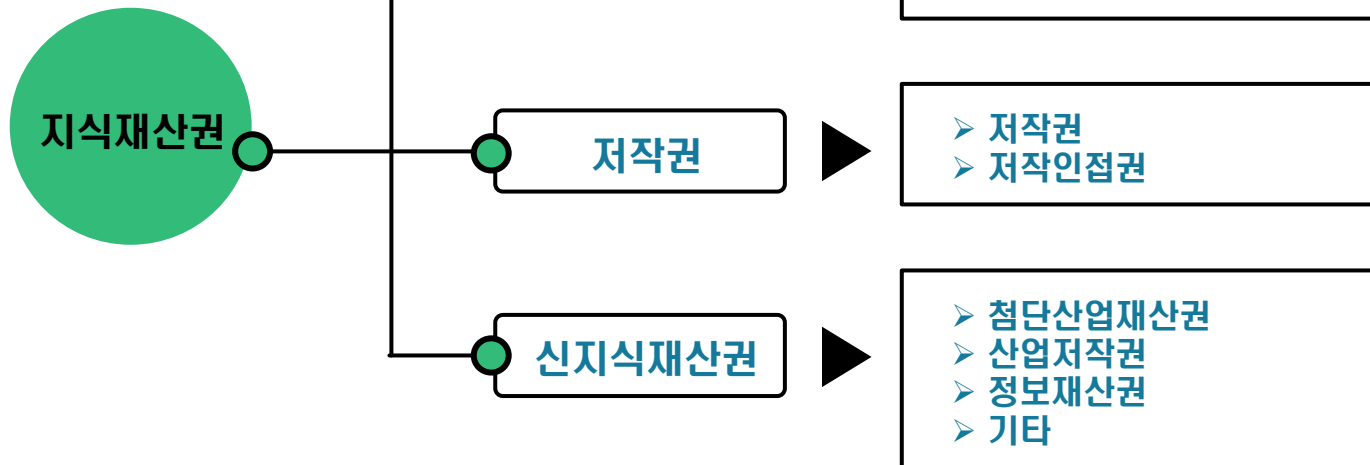 지식재산권
저작권
➢ 저작권
➢ 저작인접권
신지식재산권
➢ 첨단산업재산권
➢ 산업저작권
➢ 정보재산권
➢ 기타